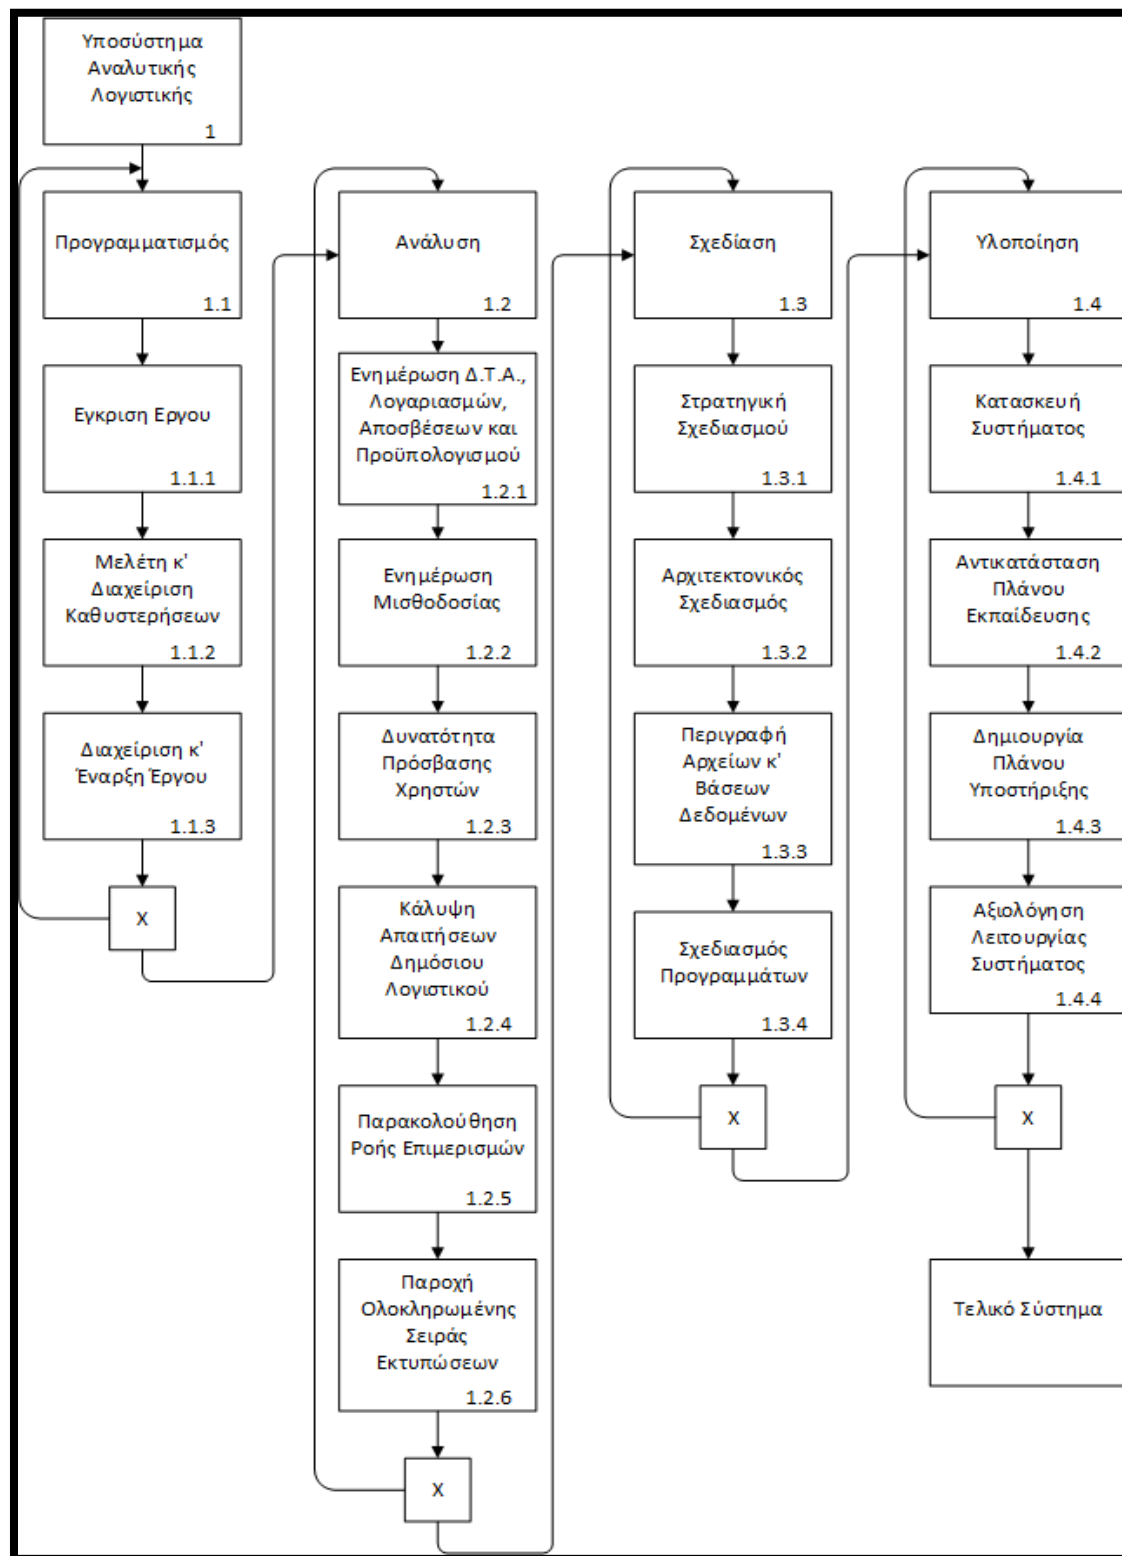 Υποσύστημα
Αναλυτικής
Λογιστικής
1
Προγραμματισμός
1.1
Εγκριση Εργου
1.1.1
Μελέτη κ'
Διαχείριση
Καθυστερήσεων
1.1.2
Διαχείριση κ'
Έναρξη Έργου
1.1.3
X
Ανάλυση
1.2
Ενημέρωση Δ.Τ.Α.,
Λογαριασμών,
Αποσβέσεων και
Προϋπολογισμού
1.2.1
Ενημέρωση
Μισθοδοσίας
1.2.2
Δυνατότητα
Πρόσβασης
Χρηστών
1.2.3
Κάλυψη
Απαιτήσεων
Δημόσιου
Λογιστικού
1.2.4
Παρακολούθηση
Ροής Επιμερισμών
1.2.5
Παροχή
Ολοκληρωμένης
Σειράς
Εκτυπώσεων
1.2.6
X
Σχεδίαση
1.3
Στρατηγική
Σχεδιασμού
1.3.1
Αρχιτεκτονικός
Σχεδιασμός
1.3.2
Περιγραφή
Αρχείων κ'
Βάσεων
Δεδομένων
1.3.3
Σχεδιασμός
Προγραμμάτων
1.3.4
X
Υλοποίηση
1.4
Κατασκευή
Συστήματος
1.4.1
Αντικατάσταση
Πλάνου
Εκπαίδευσης
1.4.2
Δημιουργία
Πλάνου
Υποστήριξης
1.4.3
Αξιολόγηση
Λειτουργίας
Συστήματος
1.4.4
X
Τελικό Σύστημα